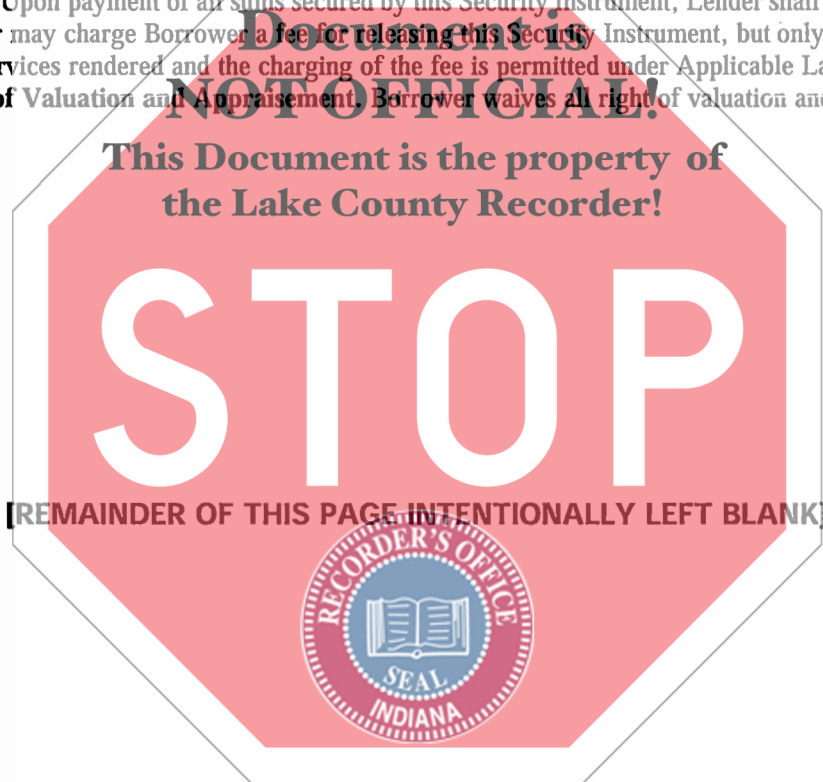 Upon payment of all sums secured by this Security Instrument, Lender shall
may charge Borrower a fee for releasing this Security Instrument, but only
rvices rendered and the charging of the fee is permitted under Applicable La
of Valuation and Appraisement. Borrower waives all right of valuation and
Document is
NOT OFFICIAL!
This Document is the property of
the Lake County Recorder!
STOP
[REMAINDER OF THIS PAGE INTENTIONALLY LEFT BLANK]
RECORDER'S OFFICE
SEAL
INDIANA